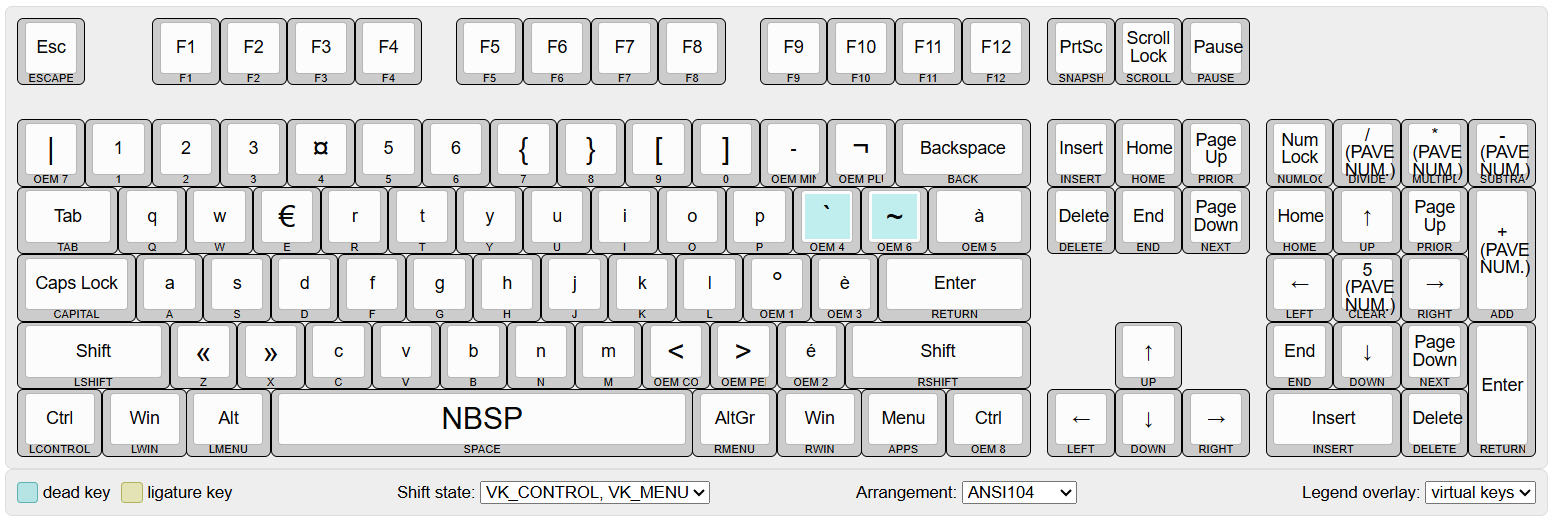 Esc F1 F2 F3 F4 F5 F6 F7 F8 F9 F10 F11 F12 PrtSc Scroll Lock Pause
ESCAPE F1 F2 F3 F4 F5 F6 F7 F8 F9 F10 F11 F12 SNAPSH SCROLL PAUSE
| 1 2 3 ¤ 5 6 { } [ ] - ¬ Backspace Insert Home Page Up Num Lock / (PAVE NUM.) * (PAVE NUM.) - (PAVE NUM.)
OEM 7 1 2 3 4 5 6 7 8 9 0 OEM MIN OEM PLU BACK INSERT HOME PRIOR NUMLOC DIVIDE MULTIPL SUBTRA
Tab q w € r t y u i o p ` ~ à Delete End Page Down Home ↑ Page Up + (PAVE NUM.)
TAB Q W E R T Y U I O P OEM 4 OEM 6 OEM 5 DELETE END NEXT HOME UP PRIOR
Caps Lock a s d f g h j k l ° è Enter ← 5 (PAVE NUM.) →
CAPITAL A S D F G H J K L OEM 1 OEM 3 RETURN LEFT CLEAR RIGHT ADD
Shift « » c v b n m < > é Shift ↑ End ↓ Page Down Enter
LSHIFT Z X C V B N M OEM CO OEM PE OEM 2 RSHIFT UP END DOWN NEXT
Ctrl Win Alt NBSP AltGr Win Menu Ctrl ← ↓ → Insert Delete
LCONTROL LWIN LMENU SPACE RMENU RWIN APPS OEM 8 LEFT DOWN RIGHT INSERT DELETE RETURN
dead key ligature key Shift state: VK_CONTROL, VK_MENU Arrangement: ANSI104 Legend overlay: virtual keys